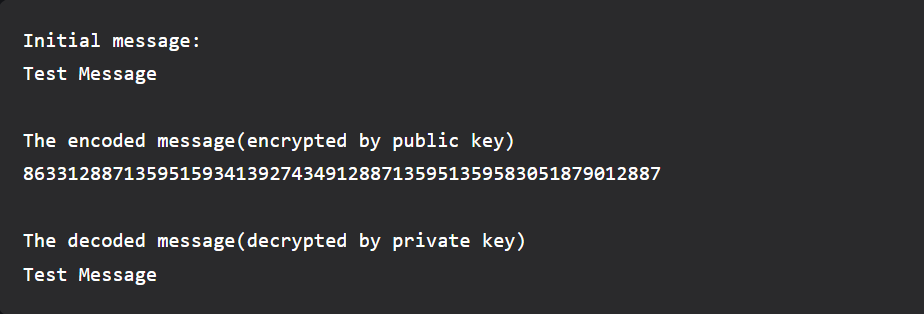 Initial message:
Test Message
The encoded message(encrypted by public key)
863312887135951593413927434912887135951359583051879012887
The decoded message(decrypted by private key)
Test Message